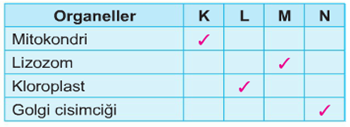 Organeller K L M N
Mitokondri ✓
Lizozom ✓
Kloroplast ✓
Golgi cisimciği ✓